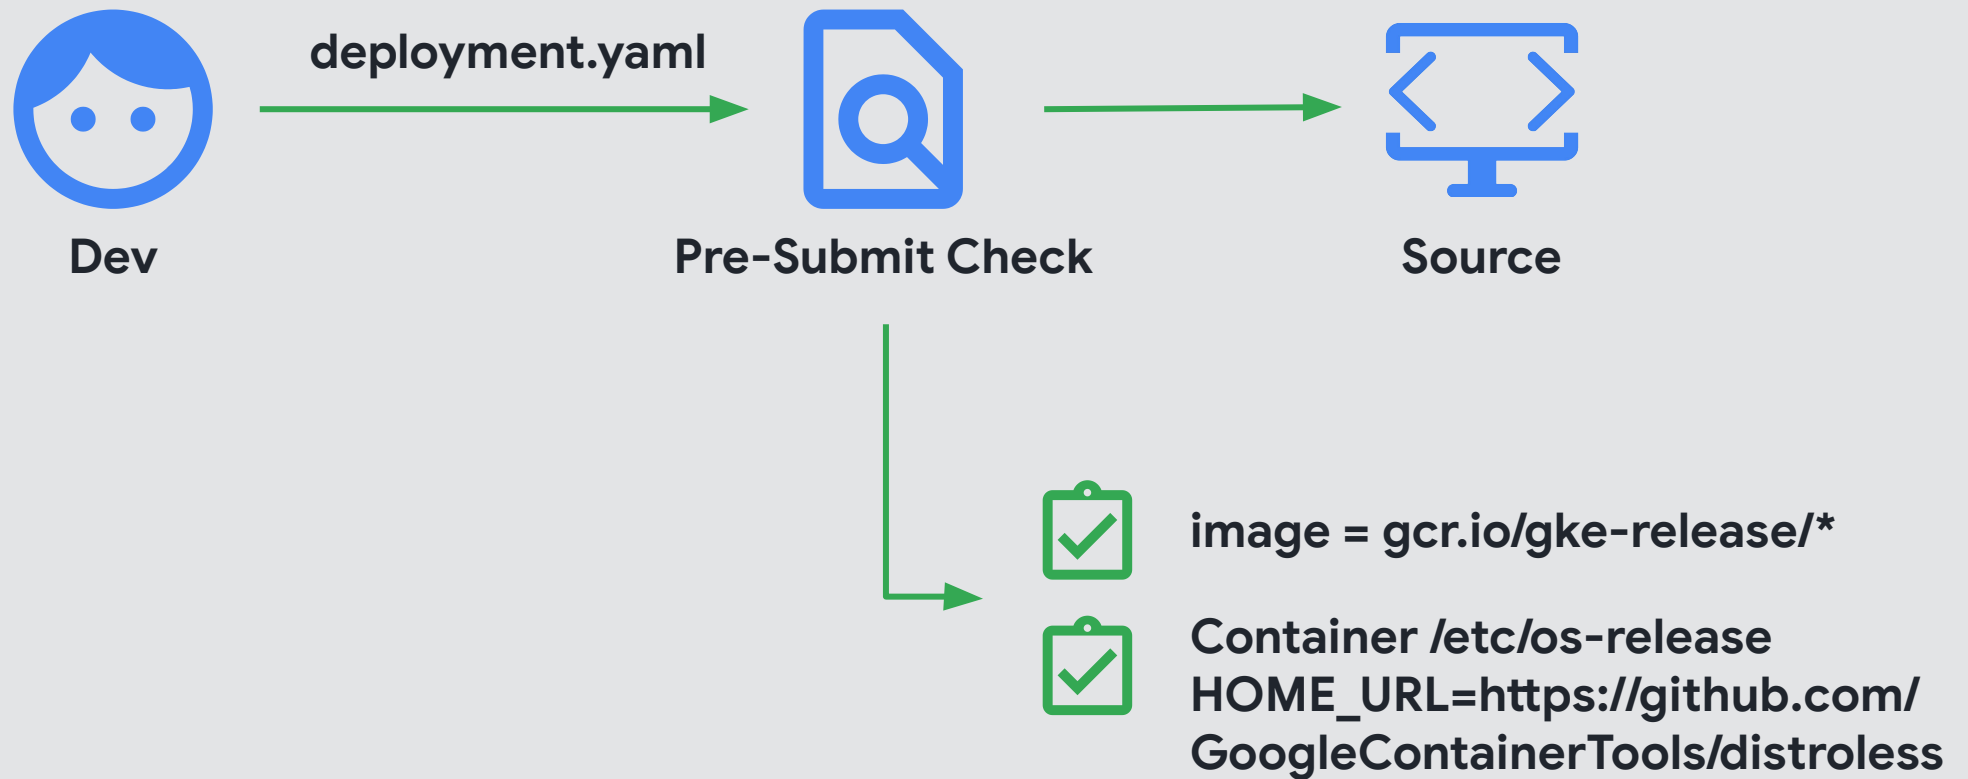 deployment.yaml
Dev
Pre-Submit Check
Source
image = gcr.io/gke-release/*
Container /etc/os-release
HOME_URL=https://github.com/
GoogleContainerTools/distroless